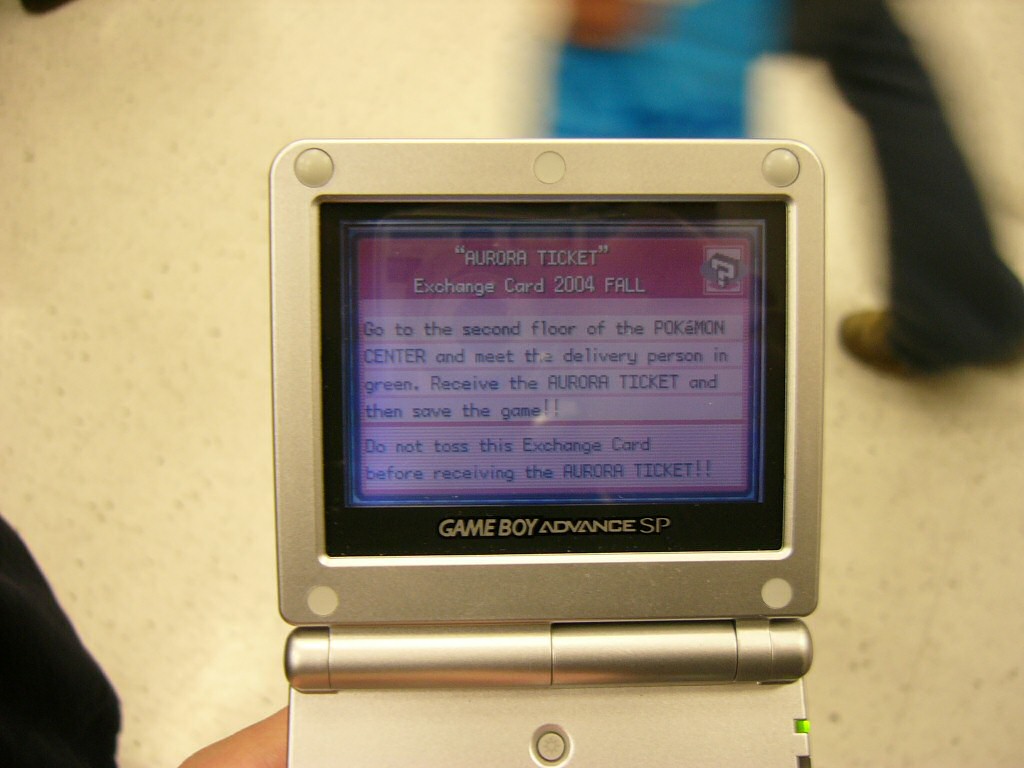 “AURORA TICKET”
Exchange Card 2004 FALL
Go to the second floor of the POKéMON
CENTER and meet the delivery person in
green. Receive the AURORA TICKET and
then save the game!!
Do not toss this Exchange Card
before receiving the AURORA TICKET!!
GAME BOY ADVANCE SP